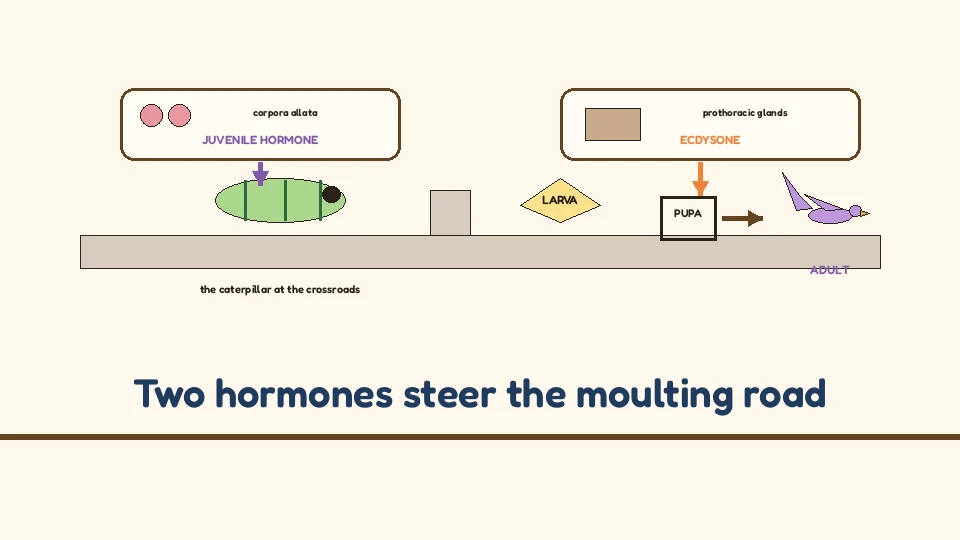 corpora allata
JUVENILE HORMONE
prothoracic glands
ECDYSONE
LARVA
PUPA
ADULT
the caterpillar at the crossroads
Two hormones steer the moulting road